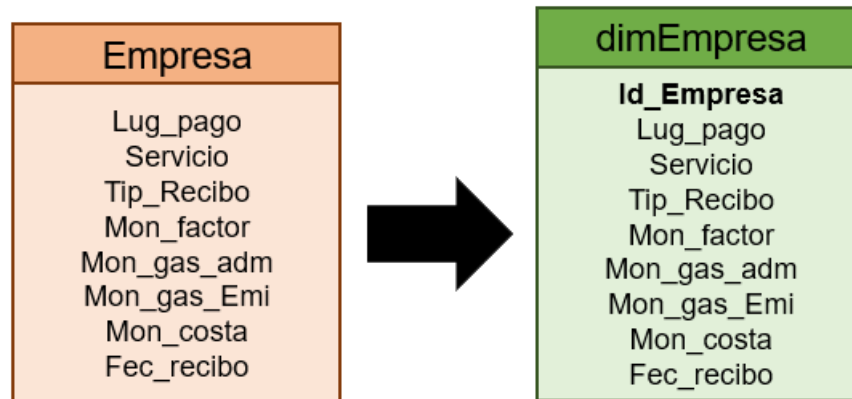 Empresa
Lug_pago
Servicio
Tip_Recibo
Mon_factor
Mon_gas_adm
Mon_gas_Emi
Mon_costa
Fec_recibo
dimEmpresa
Id_Empresa
Lug_pago
Servicio
Tip_Recibo
Mon_factor
Mon_gas_adm
Mon_gas_Emi
Mon_costa
Fec_recibo